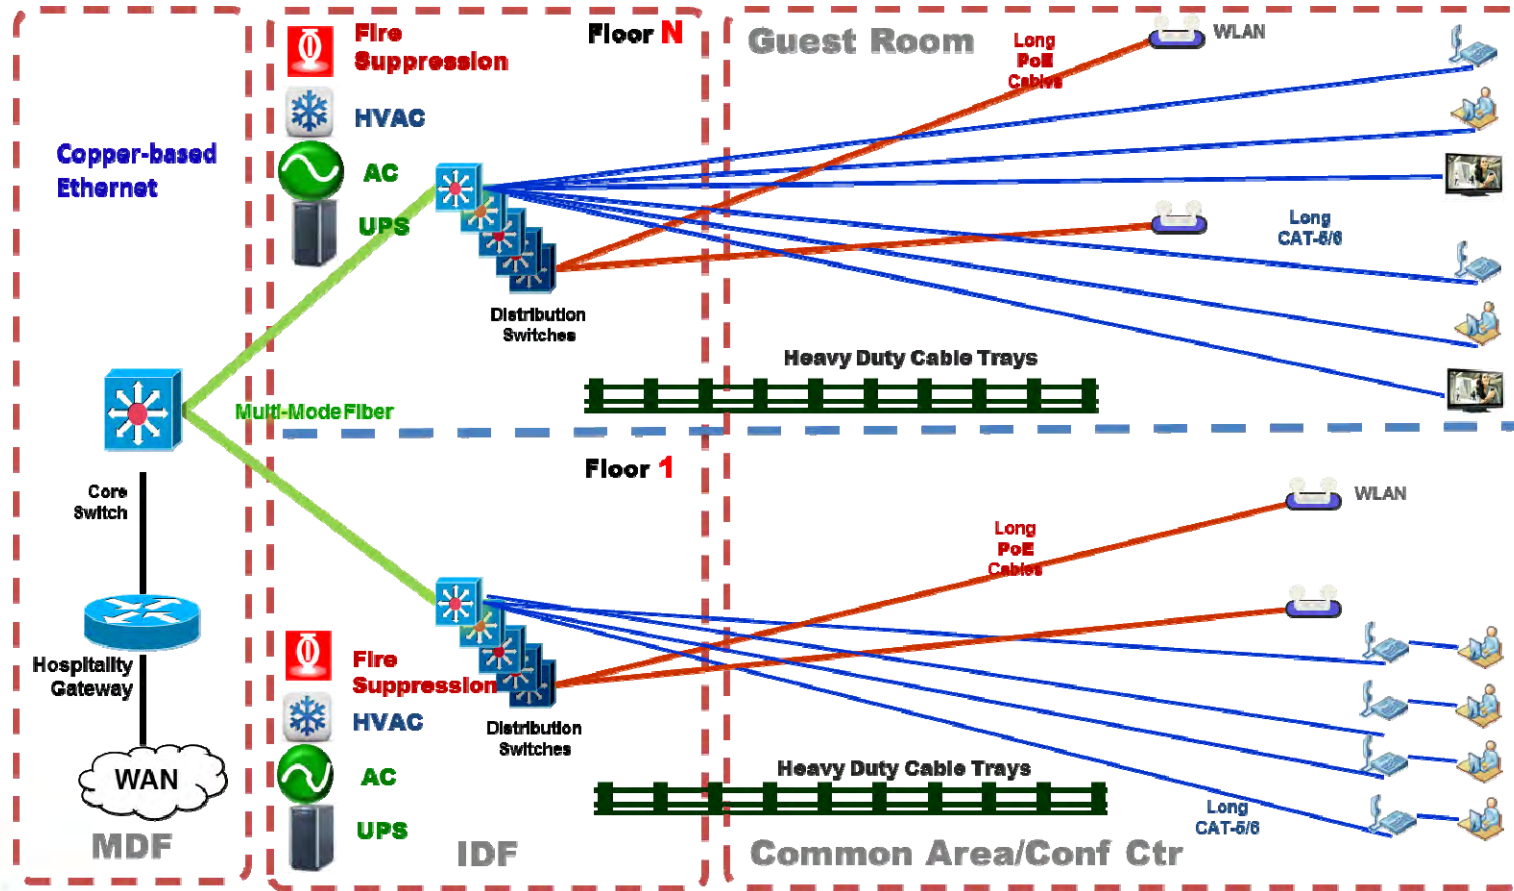 Copper-based
Ethernet
Core
Switch
Hospitality
Gateway
WAN
MDF
Fire
Suppression
HVAC
AC
UPS
Floor N
Distribution
Switches
Multi-Mode Fiber
Guest Room
Long
PoE
Cables
WLAN
Long
CAT-5/6
Heavy Duty Cable Trays
Floor 1
Fire
Suppression
HVAC
AC
UPS
Distribution
Switches
IDF
Long
PoE
Cables
WLAN
Heavy Duty Cable Trays
Long
CAT-5/6
Common Area/Conf Ctr